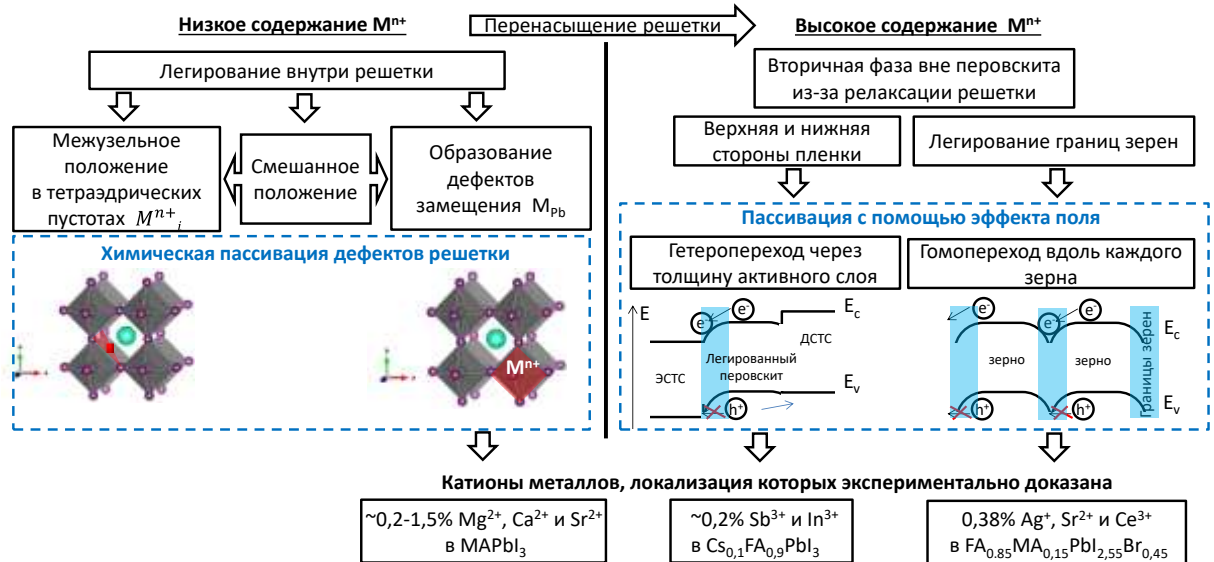 Низкое содержание Mⁿ⁺
Перенасыщение решетки
Высокое содержание Mⁿ⁺
Легирование внутри решетки
Вторичная фаза вне перовскита
из-за релаксации решетки
Межузельное
положение
в тетраэдрических
пустотах Mⁿ⁺ᵢ
Смешанное
положение
Образование
дефектов
замещения M_Pb
Верхняя и нижняя
стороны пленки
Легирование границ зерен
Химическая пассивация дефектов решетки
Mⁿ⁺
Пассивация с помощью эффекта поля
Гетеропереход через
толщину активного слоя
Гомопереход вдоль каждого
зерна
E
e⁻
e⁻
E_c
ДСТС
ЭСТС
Легированный
перовскит
E_v
h⁺
e⁻
e⁻
e⁻
E_c
зерно
зерно
Границы зерен
E_v
h⁺
h⁺
Катионы металлов, локализация которых экспериментально доказана
~0,2-1,5% Mg²⁺, Ca²⁺ и Sr²⁺
в MAPbI₃
~0,2% Sb³⁺ и In³⁺
в Cs₀,₁FA₀,₉PbI₃
0,38% Ag⁺, Sr²⁺ и Ce³⁺
в FA₀.₈₅MA₀,₁₅PbI₂,₅₅Br₀,₄₅